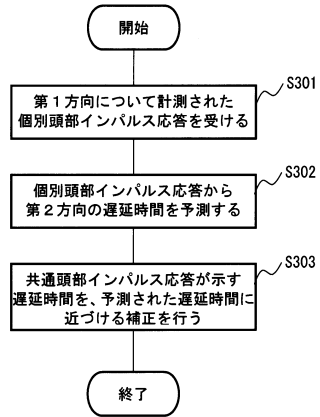 開始
S301
第1方向について計測された
個別頭部インパルス応答を受ける
S302
個別頭部インパルス応答から
第2方向の遅延時間を予測する
S303
共通頭部インパルス応答が示す
遅延時間を、予測された遅延時間に
近づける補正を行う
終了